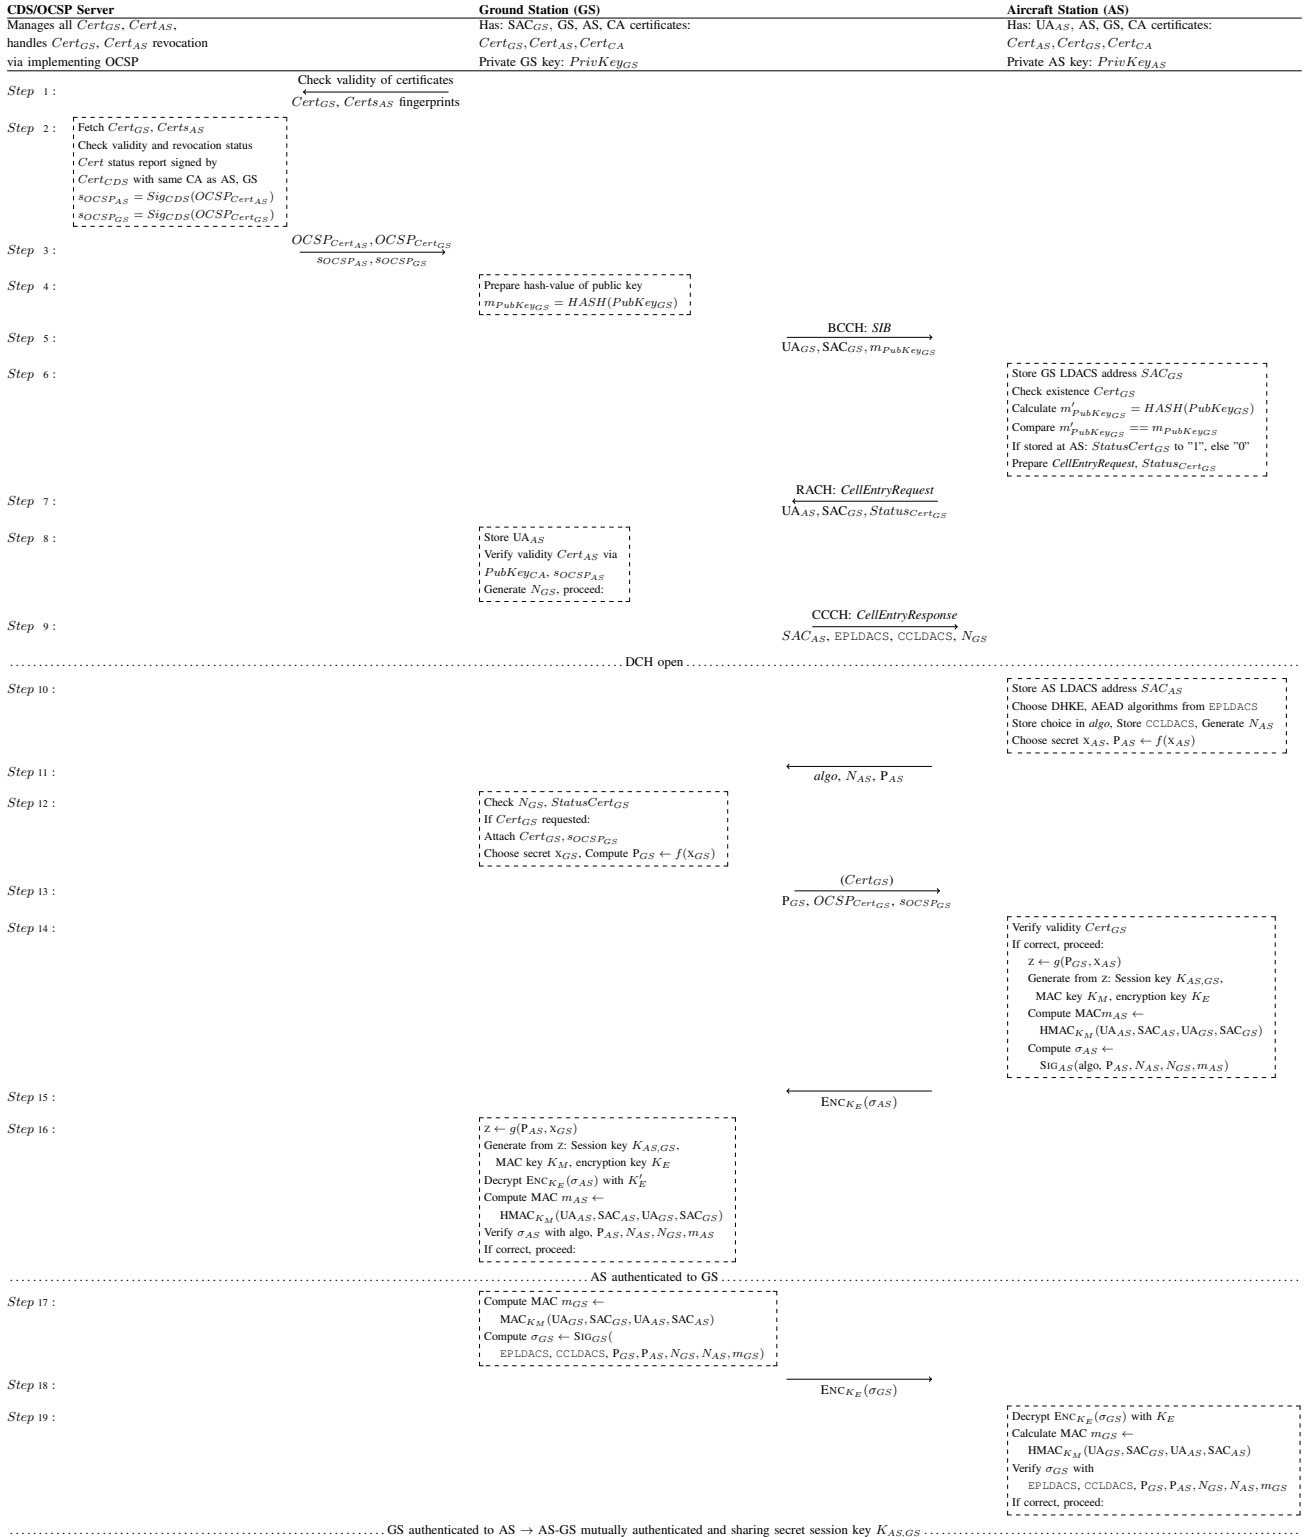 CDS/OCSP Server Ground Station (GS) Aircraft Station (AS)
Manages all Cert_GS, Cert_AS, Has: SAC_GS, GS, AS, CA certificates: Has: UA_AS, AS, GS, CA certificates:
handles Cert_GS, Cert_AS revocation Cert_GS, Cert_AS, Cert_CA Cert_AS, Cert_GS, Cert_CA
via implementing OCSP Private GS key: PrivKey_GS Private AS key: PrivKey_AS
Step 1 :
Check validity of certificates
Cert_GS, Certs_AS fingerprints
Step 2 :
Fetch Cert_GS, Certs_AS
Check validity and revocation status
Cert status report signed by
Cert_CDS with same CA as AS, GS
s_OCSP_AS = Sig_CDS(OCSP_Cert_AS)
s_OCSP_GS = Sig_CDS(OCSP_Cert_GS)
Step 3 :
OCSP_Cert_AS, OCSP_Cert_GS
s_OCSP_AS, s_OCSP_GS
Step 4 :
Prepare hash-value of public key
m_PubKey_GS = HASH(PubKey_GS)
Step 5 :
BCCH: SIB
UA_GS, SAC_GS, m_PubKey_GS
Step 6 :
Store GS LDACS address SAC_GS
Check existence Cert_GS
Calculate m'_PubKey_GS = HASH(PubKey_GS)
Compare m'_PubKey_GS == m_PubKey_GS
If stored at AS: StatusCert_GS to "1", else "0"
Prepare CellEntryRequest, Status_Cert_GS
Step 7 :
RACH: CellEntryRequest
UA_AS, SAC_GS, Status_Cert_GS
Step 8 :
Store UA_AS
Verify validity Cert_AS via
PubKey_CA, s_OCSP_AS
Generate N_GS, proceed:
Step 9 :
CCCH: CellEntryResponse
SAC_AS, EPLDACS, CCLDACS, N_GS
DCH open
Step 10 :
Store AS LDACS address SAC_AS
Choose DHKE, AEAD algorithms from EPLDACS
Store choice in algo, Store CCLDACS, Generate N_AS
Choose secret x_AS, P_AS ← f(x_AS)
Step 11 :
algo, N_AS, P_AS
Step 12 :
Check N_GS, StatusCert_GS
If Cert_GS requested:
Attach Cert_GS, s_OCSP_GS
Choose secret x_GS, Compute P_GS ← f(x_GS)
Step 13 :
(Cert_GS)
P_GS, OCSP_Cert_GS, s_OCSP_GS
Step 14 :
Verify validity Cert_GS
If correct, proceed:
z ← g(P_GS, x_AS)
Generate from z: Session key K_AS,GS,
MAC key K_M, encryption key K_E
Compute MACm_AS ←
HMAC_K_M(UA_AS, SAC_AS, UA_GS, SAC_GS)
Compute σ_AS ←
SIG_AS(algo, P_AS, N_AS, N_GS, m_AS)
Step 15 :
ENC_K_E(σ_AS)
Step 16 :
z ← g(P_AS, x_GS)
Generate from z: Session key K_AS,GS,
MAC key K_M, encryption key K_E
Decrypt ENC_K_E(σ_AS) with K'_E
Compute MAC m_AS ←
HMAC_K_M(UA_AS, SAC_AS, UA_GS, SAC_GS)
Verify σ_AS with algo, P_AS, N_AS, N_GS, m_AS
If correct, proceed:
AS authenticated to GS
Step 17 :
Compute MAC m_GS ←
MAC_K_M(UA_GS, SAC_GS, UA_AS, SAC_AS)
Compute σ_GS ← SIG_GS(
EPLDACS, CCLDACS, P_GS, P_AS, N_GS, N_AS, m_GS)
Step 18 :
ENC_K_E(σ_GS)
Step 19 :
Decrypt ENC_K_E(σ_GS) with K_E
Calculate MAC m_GS ←
HMAC_K_M(UA_GS, SAC_GS, UA_AS, SAC_AS)
Verify σ_GS with
EPLDACS, CCLDACS, P_GS, P_AS, N_GS, N_AS, m_GS
If correct, proceed:
GS authenticated to AS → AS-GS mutually authenticated and sharing secret session key K_AS,GS